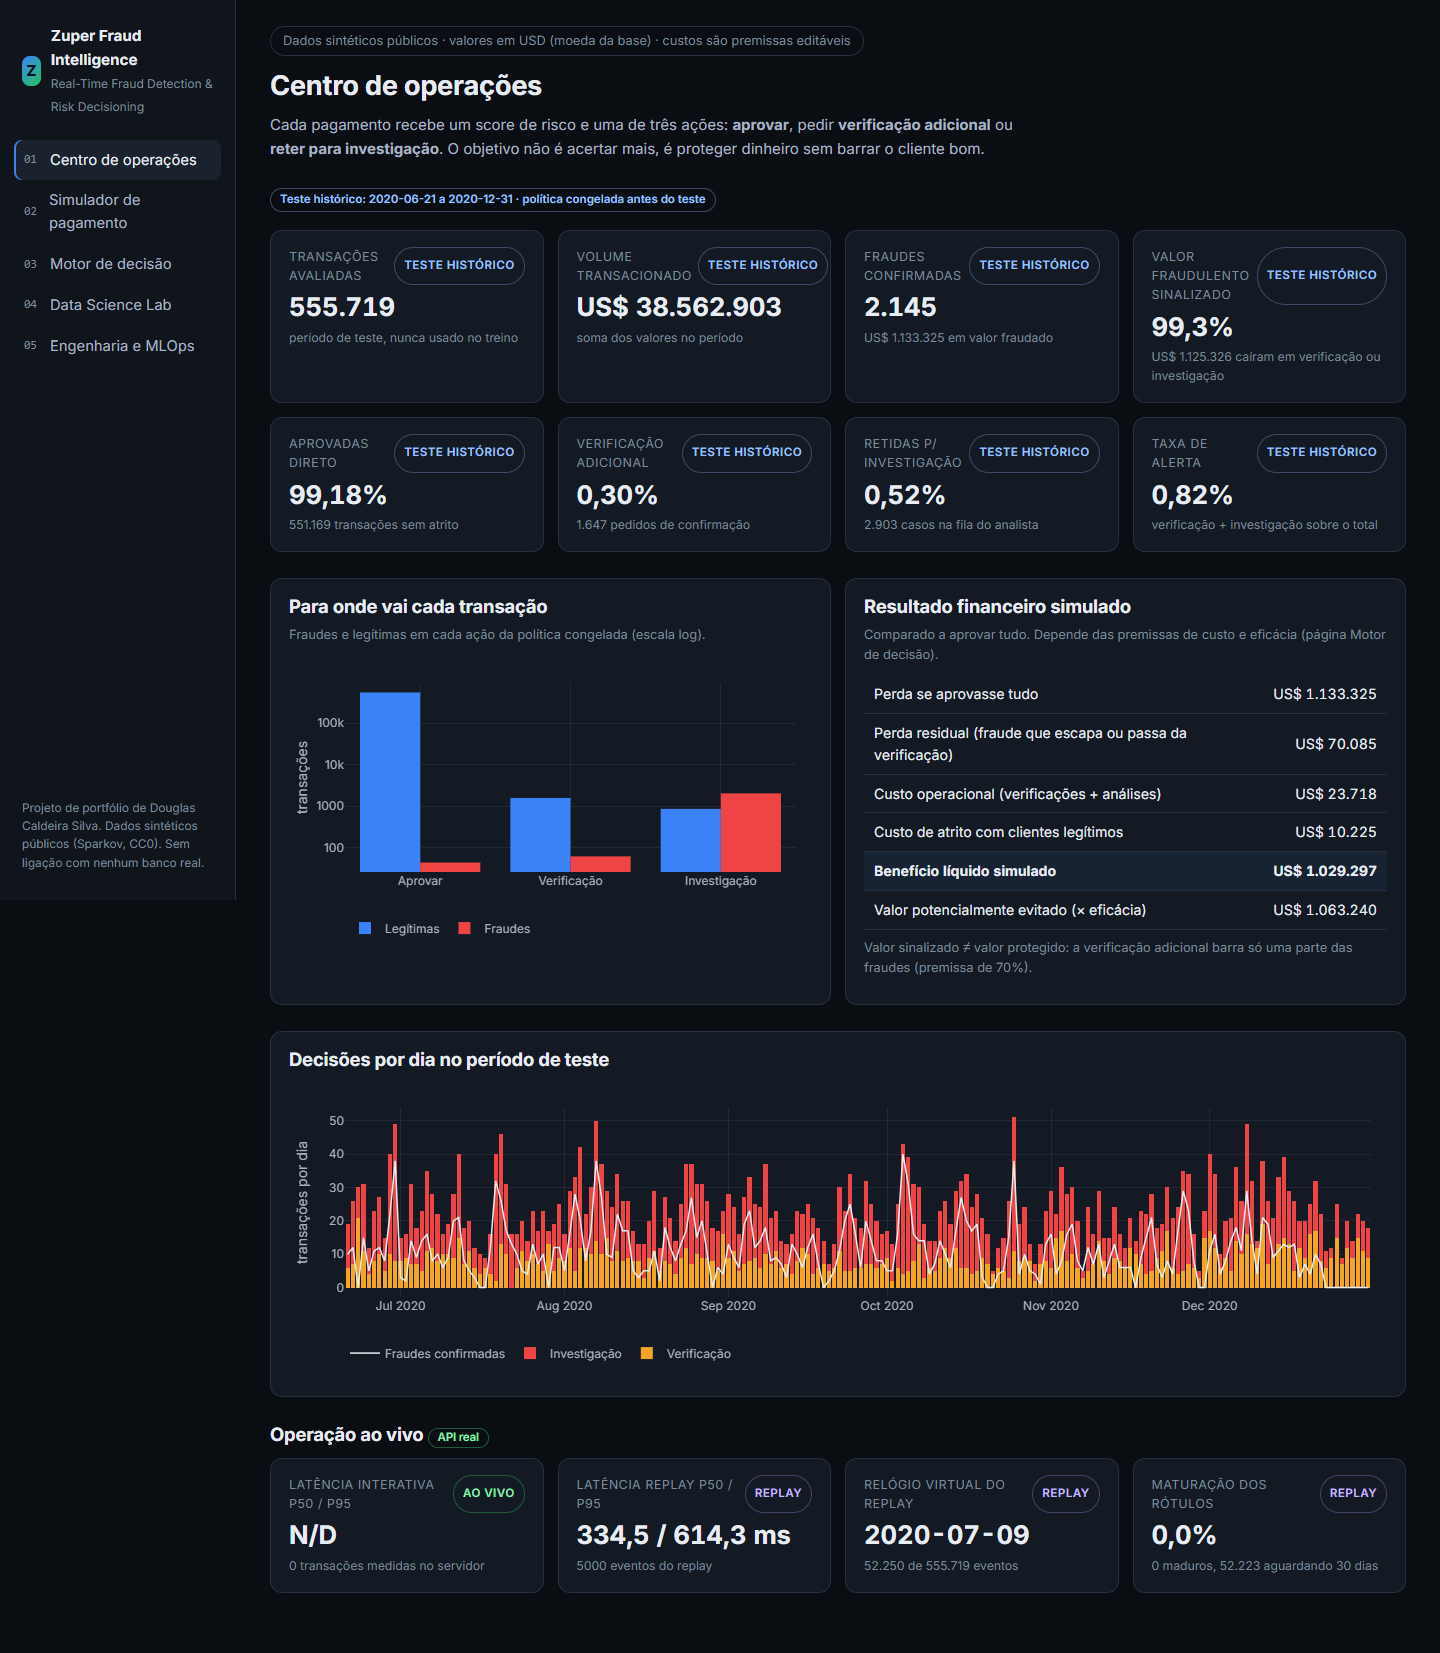 Zuper Fraud
Intelligence
Z
Real-Time Fraud Detection &
Risk Decisioning
01 Centro de operações
02 Simulador de
pagamento
03 Motor de decisão
04 Data Science Lab
05 Engenharia e MLOps
Projeto de portfólio de Douglas
Caldeira Silva. Dados sintéticos
públicos (Sparkov, CC0). Sem
ligação com nenhum banco real.
Dados sintéticos públicos · valores em USD (moeda da base) · custos são premissas editáveis
Centro de operações
Cada pagamento recebe um score de risco e uma de três ações: aprovar, pedir verificação adicional ou
reter para investigação. O objetivo não é acertar mais, é proteger dinheiro sem barrar o cliente bom.
Teste histórico: 2020-06-21 a 2020-12-31 · política congelada antes do teste
TRANSAÇÕES
AVALIADAS
TESTE HISTÓRICO
555.719
período de teste, nunca usado no treino
VOLUME
TRANSACIONADO
TESTE HISTÓRICO
US$ 38.562.903
soma dos valores no período
FRAUDES
CONFIRMADAS
TESTE HISTÓRICO
2.145
US$ 1.133.325 em valor fraudado
VALOR
FRAUDULENTO
SINALIZADO
TESTE HISTÓRICO
99,3%
US$ 1.125.326 caíram em verificação ou
investigação
APROVADAS
DIRETO
TESTE HISTÓRICO
99,18%
551.169 transações sem atrito
VERIFICAÇÃO
ADICIONAL
TESTE HISTÓRICO
0,30%
1.647 pedidos de confirmação
RETIDAS P/
INVESTIGAÇÃO
TESTE HISTÓRICO
0,52%
2.903 casos na fila do analista
TAXA DE
ALERTA
TESTE HISTÓRICO
0,82%
verificação + investigação sobre o total
Para onde vai cada transação
Fraudes e legítimas em cada ação da política congelada (escala log).
transações
100k
10k
1000
100
Aprovar Verificação Investigação
Legítimas Fraudes
Resultado financeiro simulado
Comparado a aprovar tudo. Depende das premissas de custo e eficácia (página Motor
de decisão).
Perda se aprovasse tudo US$ 1.133.325
Perda residual (fraude que escapa ou passa da
verificação) US$ 70.085
Custo operacional (verificações + análises) US$ 23.718
Custo de atrito com clientes legítimos US$ 10.225
Benefício líquido simulado US$ 1.029.297
Valor potencialmente evitado (× eficácia) US$ 1.063.240
Valor sinalizado ≠ valor protegido: a verificação adicional barra só uma parte das
fraudes (premissa de 70%).
Decisões por dia no período de teste
transações por dia
50
40
30
20
10
0
Jul 2020 Aug 2020 Sep 2020 Oct 2020 Nov 2020 Dec 2020
Fraudes confirmadas Investigação Verificação
Operação ao vivo API real
LATÊNCIA INTERATIVA
P50 / P95
AO VIVO
N/D
0 transações medidas no servidor
LATÊNCIA REPLAY P50 /
P95
REPLAY
334,5 / 614,3 ms
5000 eventos do replay
RELÓGIO VIRTUAL DO
REPLAY
REPLAY
2020-07-09
52.250 de 555.719 eventos
MATURAÇÃO DOS
RÓTULOS
REPLAY
0,0%
0 maduros, 52.223 aguardando 30 dias